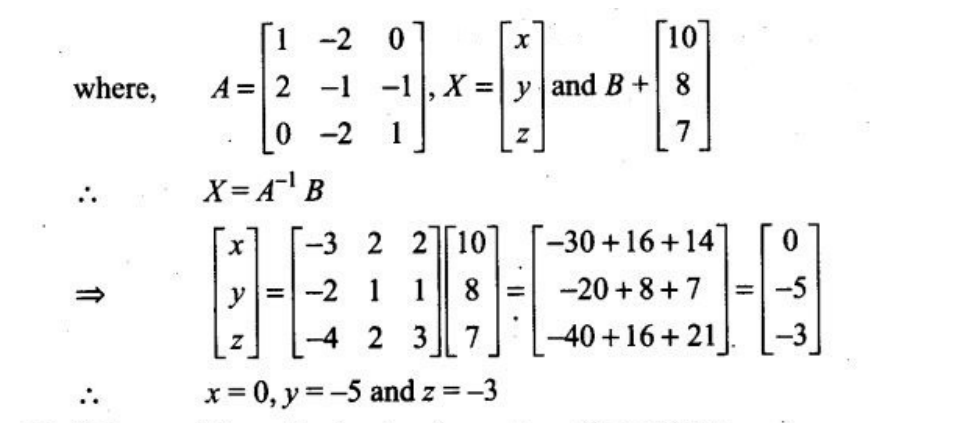 where, A = [1 -2 0; 2 -1 -1; 0 -2 1], X = [x; y; z] and B + [10; 8; 7]
∴ X = A⁻¹ B
⇒ [x; y; z] = [-3 2 2; -2 1 1; -4 2 3] [10; 8; 7] = [-30 + 16 + 14; -20 + 8 + 7; -40 + 16 + 21] = [0; -5; -3]
∴ x = 0, y = -5 and z = -3